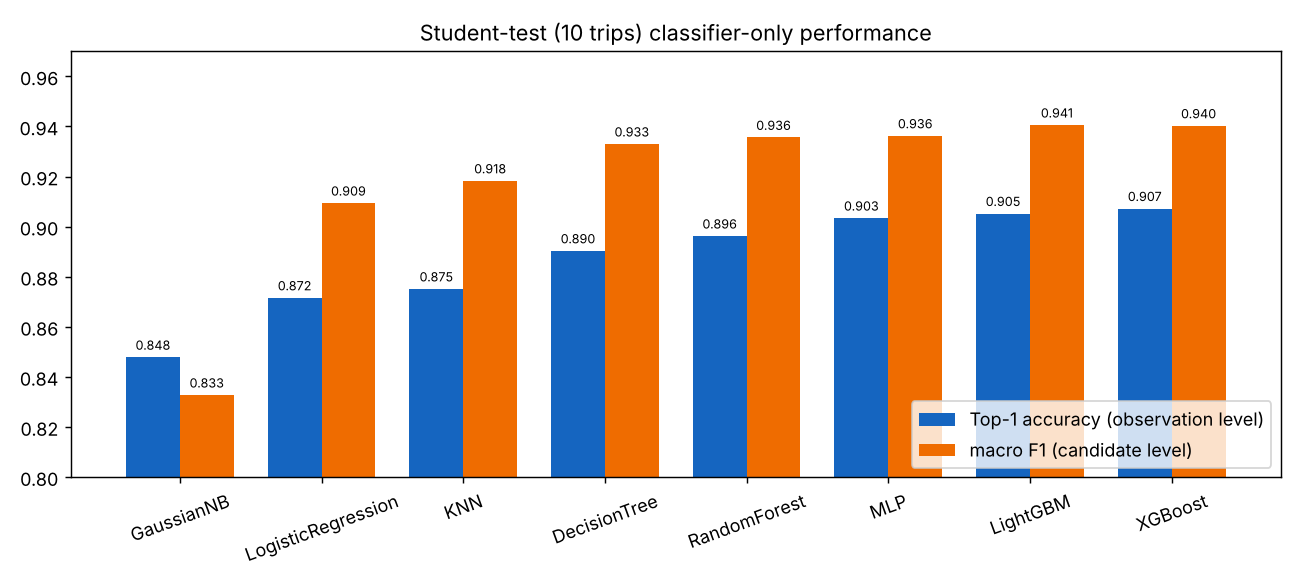 Student-test (10 trips) classifier-only performance
0.96
0.94
0.92
0.90
0.88
0.86
0.84
0.82
0.80
0.848
0.833
0.872
0.909
0.875
0.918
0.890
0.933
0.896
0.936
0.903
0.936
0.905
0.941
0.907
0.940
Top-1 accuracy (observation level)
macro F1 (candidate level)
GaussianNB
LogisticRegression
KNN
DecisionTree
RandomForest
MLP
LightGBM
XGBoost